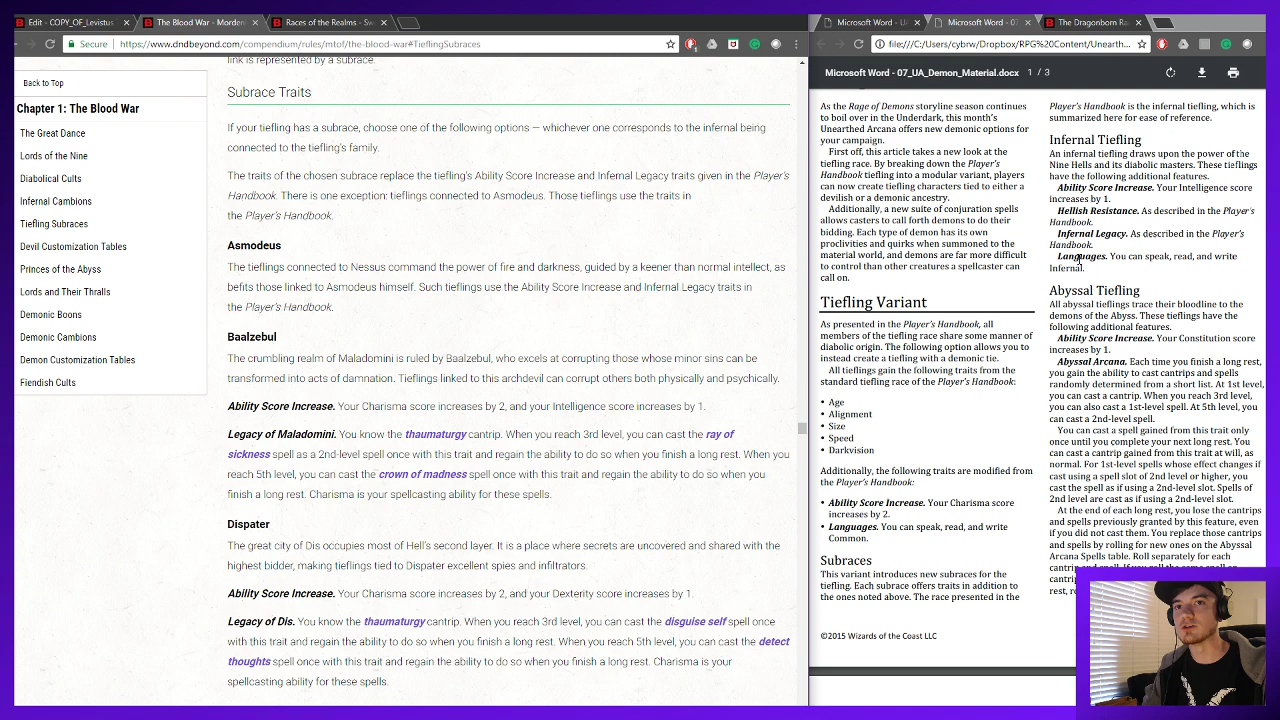 Edit - COPY_OF_Levistus
The Blood War - Morden
Races of the Realms - Sw
Secure
https://www.dndbeyond.com/compendium/rules/mtof/the-blood-war#TieflingSubraces
Back to Top
Chapter 1: The Blood War
The Great Dance
Lords of the Nine
Diabolical Cults
Infernal Cambions
Tiefling Subraces
Devil Customization Tables
Princes of the Abyss
Lords and Their Thralls
Demonic Boons
Demonic Cambions
Demon Customization Tables
Fiendish Cults
link is represented by a subrace.
Subrace Traits
If your tiefling has a subrace, choose one of the following options — whichever one corresponds to the infernal being
connected to the tiefling's family.
The traits of the chosen subrace replace the tiefling's Ability Score Increase and Infernal Legacy traits given in the Player's
Handbook. There is one exception: tieflings connected to Asmodeus. Those tieflings use the traits in
the Player's Handbook.
Asmodeus
The tieflings connected to Nessus command the power of fire and darkness, guided by a keener than normal intellect, as
befits those linked to Asmodeus himself. Such tieflings use the Ability Score Increase and Infernal Legacy traits in
the Player's Handbook.
Baalzebul
The crumbling realm of Maladomini is ruled by Baalzebul, who excels at corrupting those whose minor sins can be
transformed into acts of damnation. Tieflings linked to this archdevil can corrupt others both physically and psychically.
Ability Score Increase. Your Charisma score increases by 2, and your Intelligence score increases by 1.
Legacy of Maladomini. You know the thaumaturgy cantrip. When you reach 3rd level, you can cast the ray of
sickness spell as a 2nd-level spell once with this trait and regain the ability to do so when you finish a long rest. When you
reach 5th level, you can cast the crown of madness spell once with this trait and regain the ability to do so when you
finish a long rest. Charisma is your spellcasting ability for these spells.
Dispater
The great city of Dis occupies most of Hell's second layer. It is a place where secrets are uncovered and shared with the
highest bidder, making tieflings tied to Dispater excellent spies and infiltrators.
Ability Score Increase. Your Charisma score increases by 2, and your Dexterity score increases by 1.
Legacy of Dis. You know the thaumaturgy cantrip. When you reach 3rd level, you can cast the disguise self spell once
with this trait and regain the ability to do so when you finish a long rest. When you reach 5th level, you can cast the detect
thoughts spell once with this trait and regain the ability to do so when you finish a long rest. Charisma is your
spellcasting ability for these spells.
Microsoft Word - UA
Microsoft Word - 07
The Dragonborn Rac
file:///C:/Users/cybrw/Dropbox/RPG%20Content/Unearth...
Microsoft Word - 07_UA_Demon_Material.docx
1 / 3
As the Rage of Demons storyline season continues
to boil over in the Underdark, this month's
Unearthed Arcana offers new demonic options for
your campaign.
First off, this article takes a new look at the
tiefling race. By breaking down the Player's
Handbook tiefling into a modular variant, players
can now create tiefling characters tied to either a
devilish or a demonic ancestry.
Additionally, a new suite of conjuration spells
allows casters to call forth demons to do their
bidding. Each type of demon has its own
proclivities and quirks when summoned to the
material world, and demons are far more difficult
to control than other creatures a spellcaster can
call on.
Tiefling Variant
As presented in the Player's Handbook, all
members of the tiefling race share some manner of
diabolic origin. The following option allows you to
instead create a tiefling with a demonic tie.
All tieflings gain the following traits from the
standard tiefling race of the Player's Handbook:
• Age
• Alignment
• Size
• Speed
• Darkvision
Additionally, the following traits are modified from
the Player's Handbook:
• Ability Score Increase. Your Charisma score
increases by 2.
• Languages. You can speak, read, and write
Common.
Subraces
This variant introduces new subraces for the
tiefling. Each subrace offers traits in addition to
the ones noted above. The race presented in the
©2015 Wizards of the Coast LLC
Player's Handbook is the infernal tiefling, which is
summarized here for ease of reference.
Infernal Tiefling
An infernal tiefling draws upon the power of the
Nine Hells and its diabolic masters. These tieflings
have the following additional features.
Ability Score Increase. Your Intelligence score
increases by 1.
Hellish Resistance. As described in the Player's
Handbook.
Infernal Legacy. As described in the Player's
Handbook.
Languages. You can speak, read, and write
Infernal.
Abyssal Tiefling
All abyssal tieflings trace their bloodline to the
demons of the Abyss. These tieflings have the
following additional features.
Ability Score Increase. Your Constitution score
increases by 1.
Abyssal Arcana. Each time you finish a long rest,
you gain the ability to cast cantrips and spells
randomly determined from a short list. At 1st level,
you can cast a cantrip. When you reach 3rd level,
you can also cast a 1st-level spell. At 5th level, you
can cast a 2nd-level spell.
You can cast a spell gained from this trait only
once until you complete your next long rest. You
can cast a cantrip gained from this trait at will, as
normal. For 1st-level spells whose effect changes if
cast using a spell slot of 2nd level or higher, you
cast the spell as if using a 2nd-level slot. Spells of
2nd level are cast as if using a 2nd-level slot.
At the end of each long rest, you lose the cantrips
and spells previously granted by this feature, even
if you did not cast them. You replace those cantrips
and spells by rolling for new ones on the Abyssal
Arcana Spells table. Roll separately for each